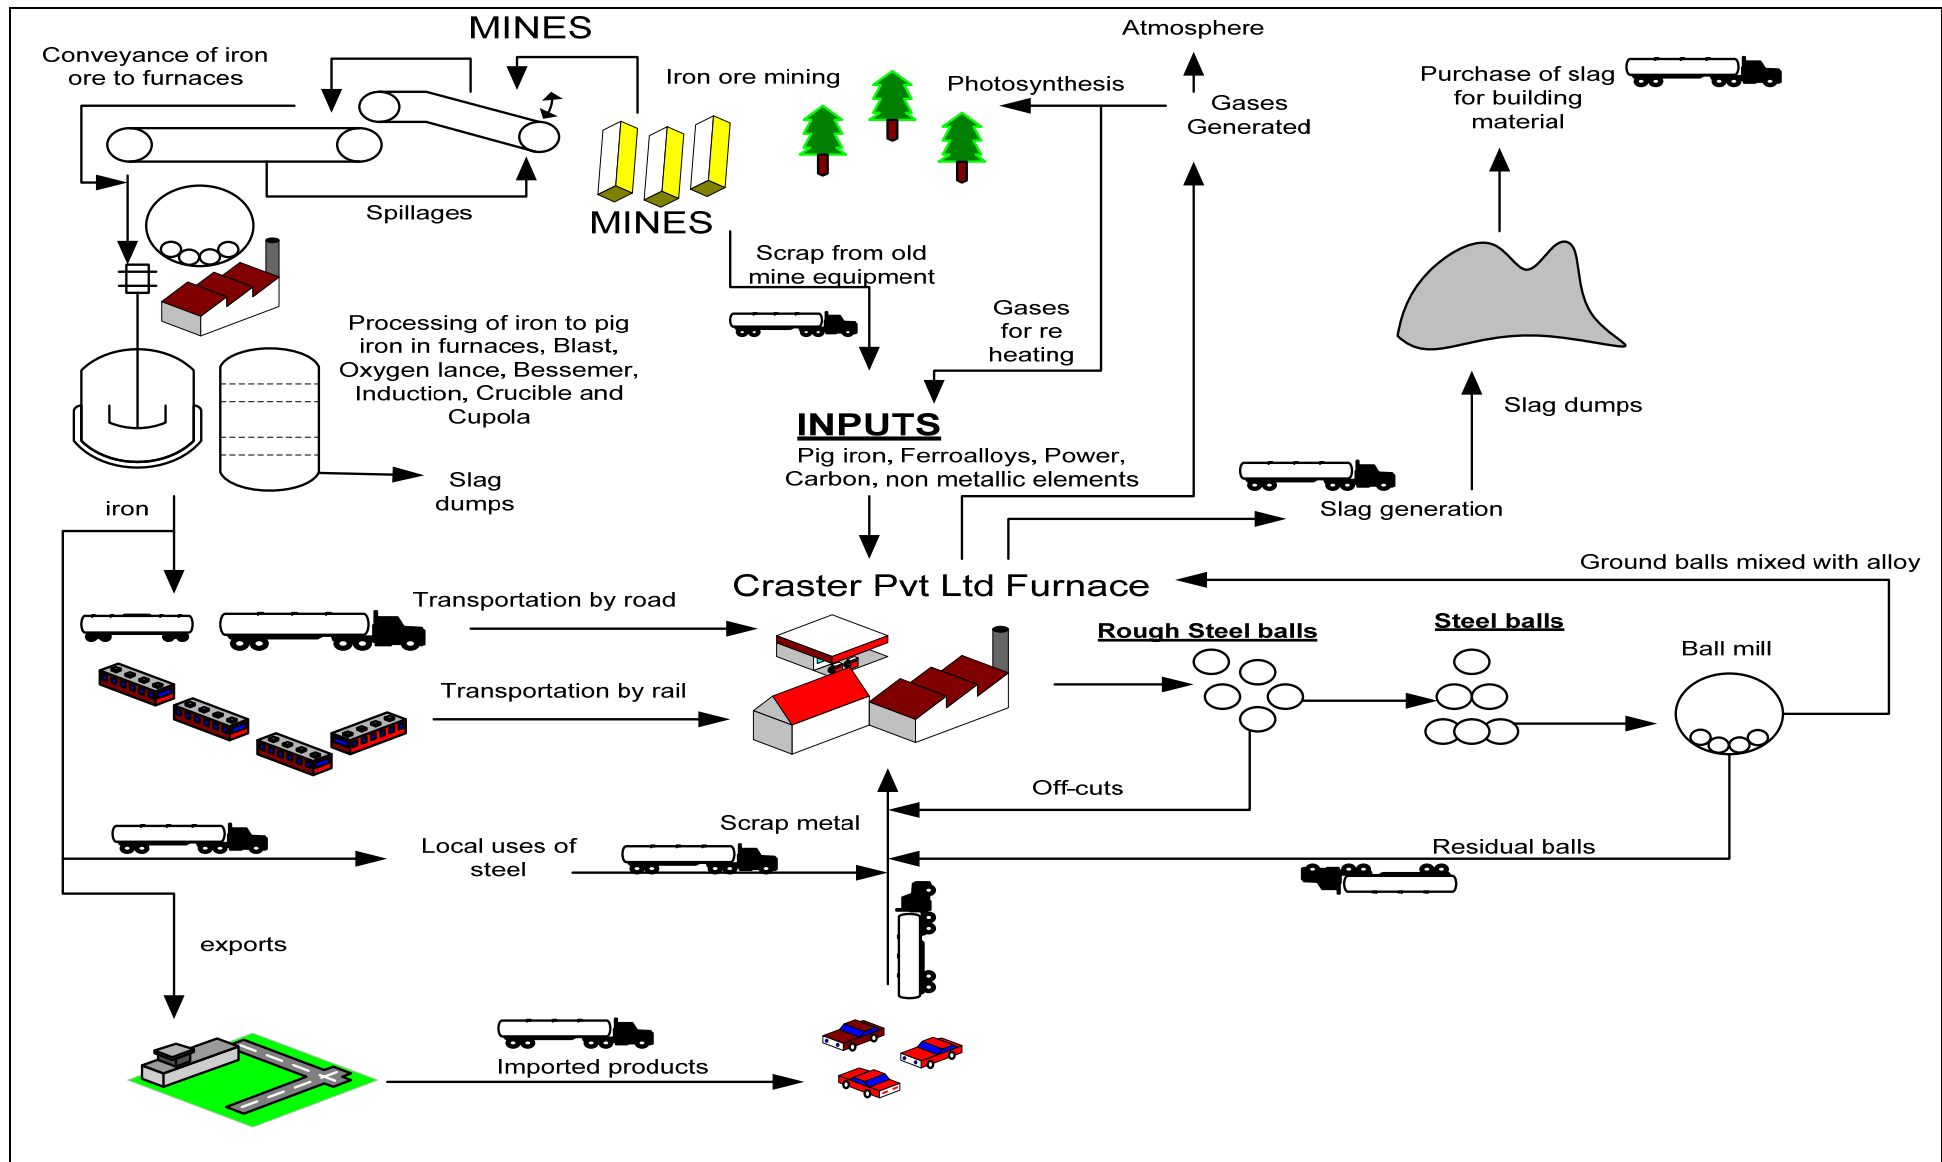 MINES
Conveyance of iron
ore to furnaces
Iron ore mining
Photosynthesis
Atmosphere
Gases
Generated
Purchase of slag
for building
material
Spillages
MINES
Scrap from old
mine equipment
Gases
for re
heating
Processing of iron to pig
iron in furnaces, Blast,
Oxygen lance, Bessemer,
Induction, Crucible and
Cupola
INPUTS
Pig iron, Ferroalloys, Power,
Carbon, non metallic elements
Slag dumps
Slag
dumps
iron
Slag generation
Ground balls mixed with alloy
Craster Pvt Ltd Furnace
Transportation by road
Rough Steel balls
Steel balls
Ball mill
Transportation by rail
Off-cuts
Scrap metal
Local uses of
steel
Residual balls
exports
Imported products